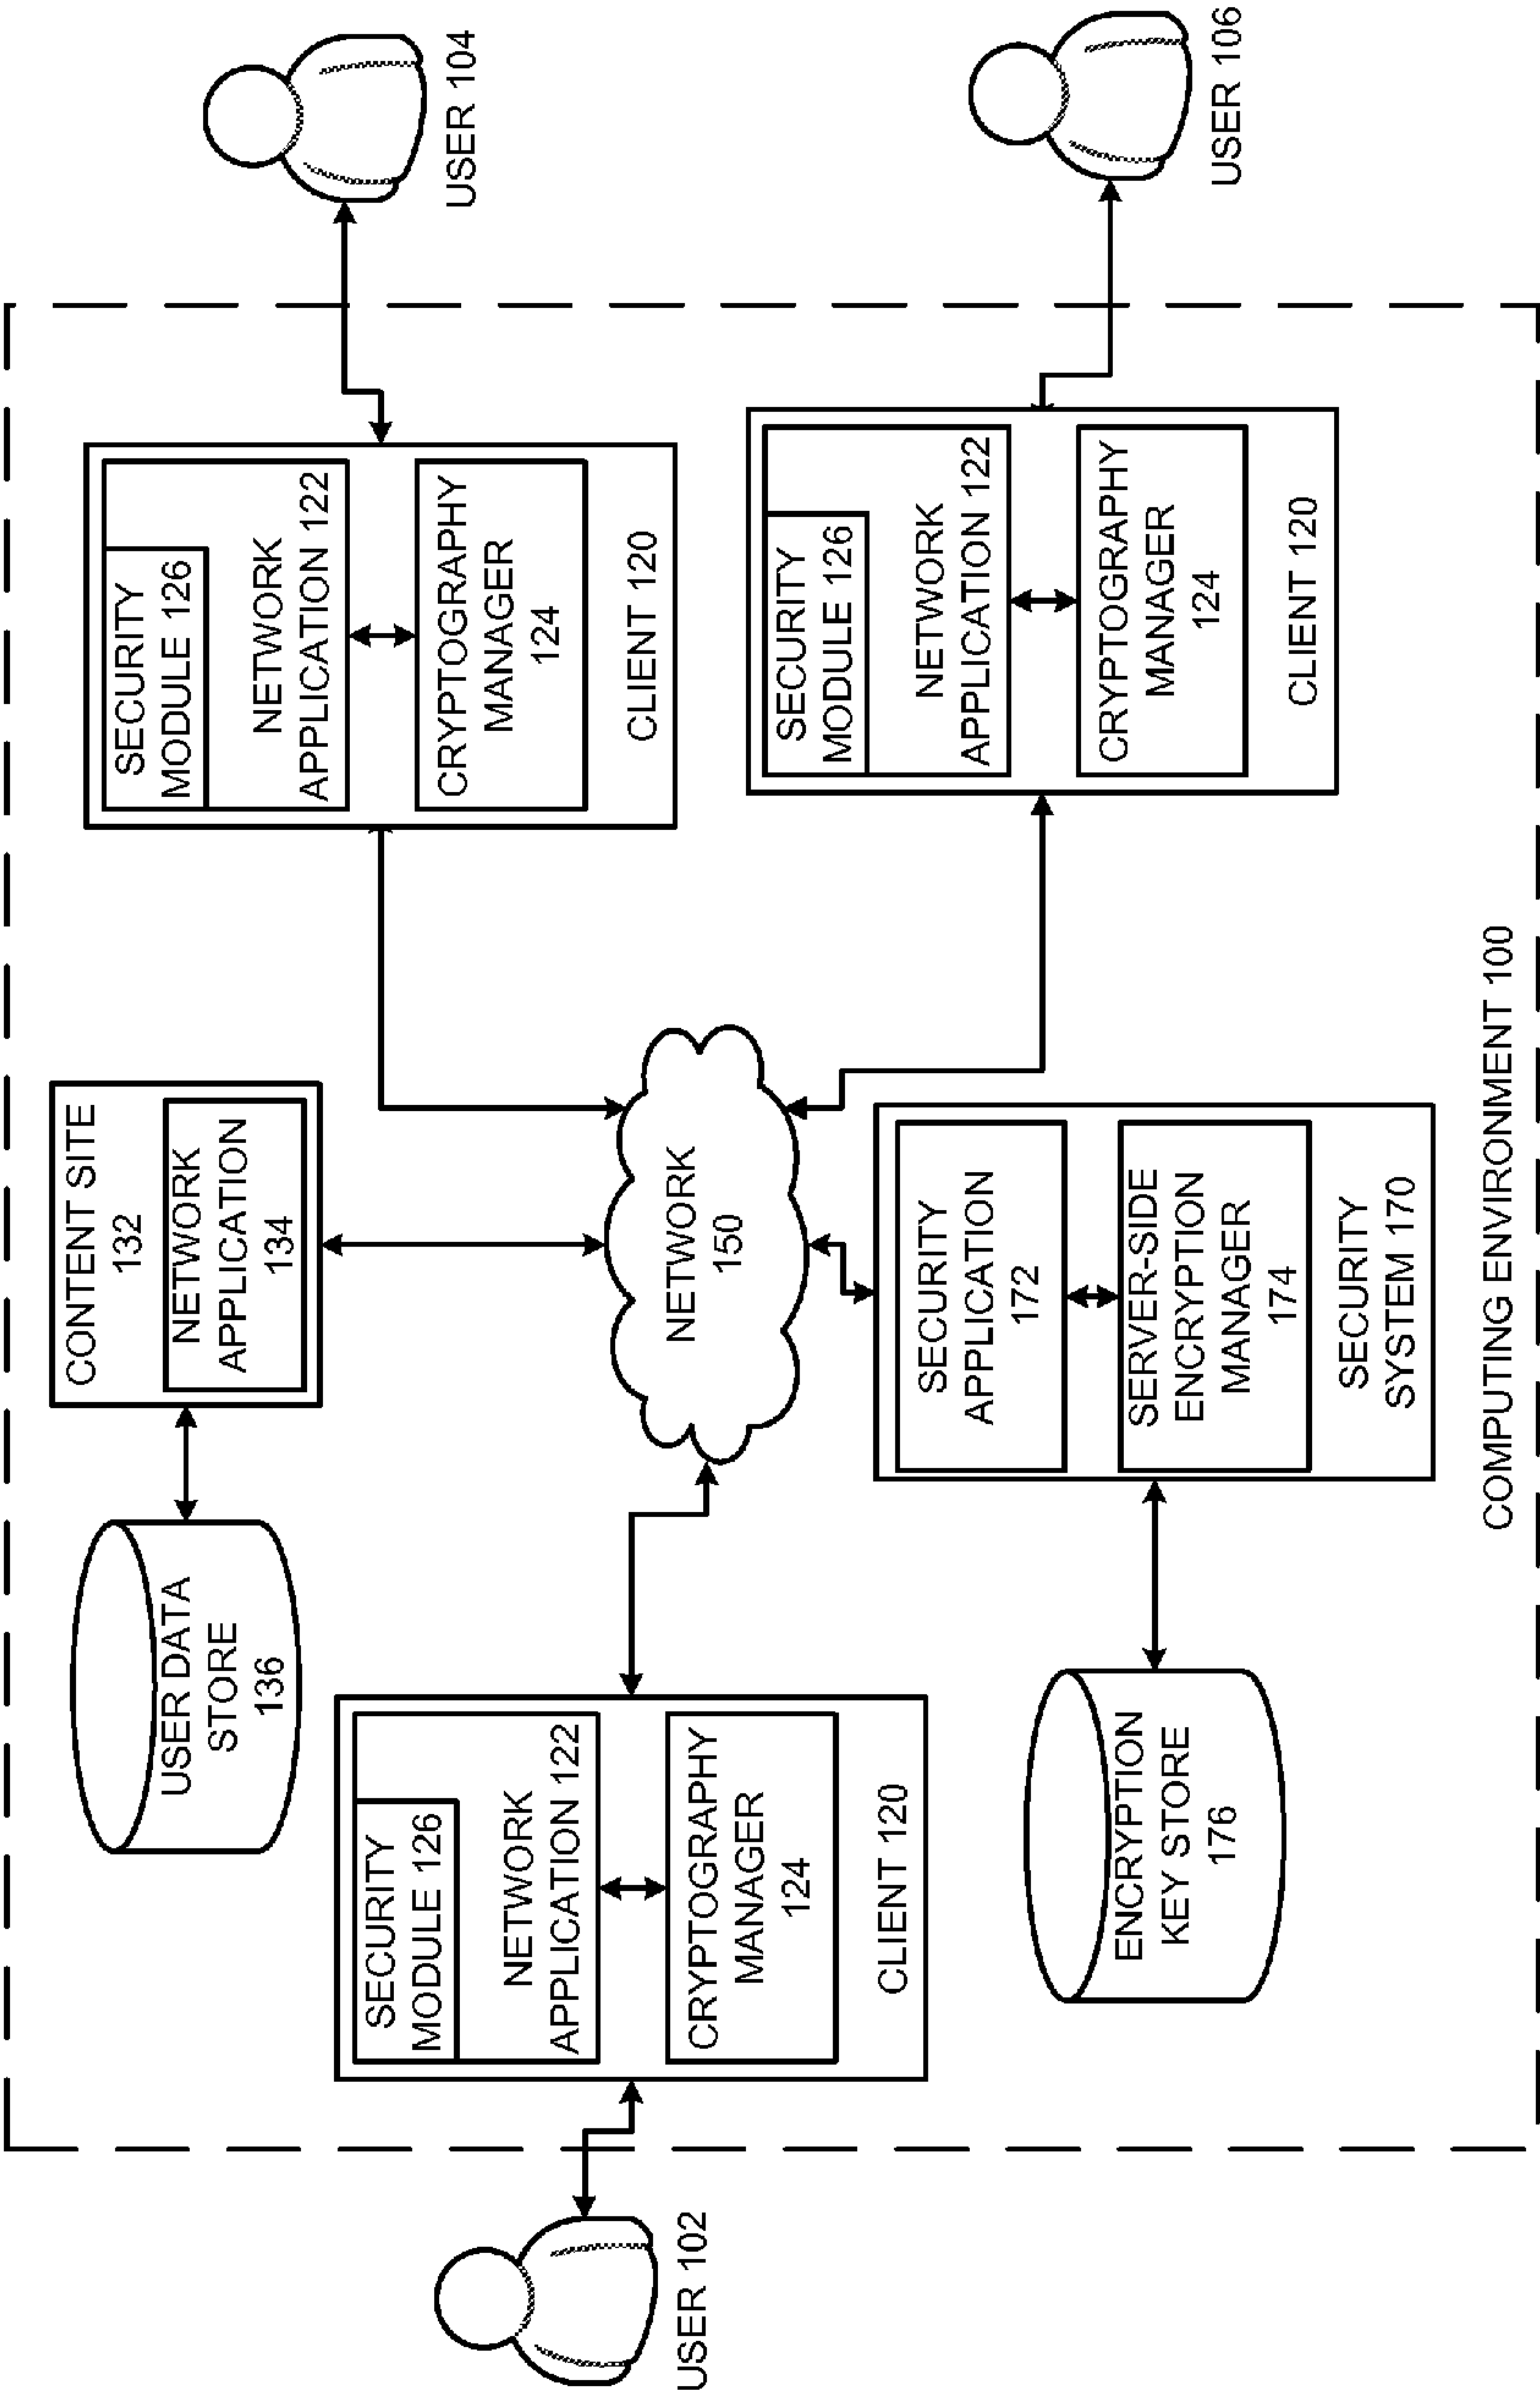 USER DATA
STORE
136
CONTENT SITE
132
NETWORK
APPLICATION
134
SECURITY
MODULE 126
NETWORK
APPLICATION 122
CRYPTOGRAPHY
MANAGER
124
CLIENT 120
USER 104
USER 102
SECURITY
MODULE 126
NETWORK
APPLICATION 122
CRYPTOGRAPHY
MANAGER
124
CLIENT 120
NETWORK
150
SECURITY
MODULE 126
NETWORK
APPLICATION 122
CRYPTOGRAPHY
MANAGER
124
CLIENT 120
USER 106
ENCRYPTION
KEY STORE
176
SECURITY
APPLICATION
172
SERVER-SIDE
ENCRYPTION
MANAGER
174
SECURITY
SYSTEM 170
COMPUTING ENVIRONMENT 100